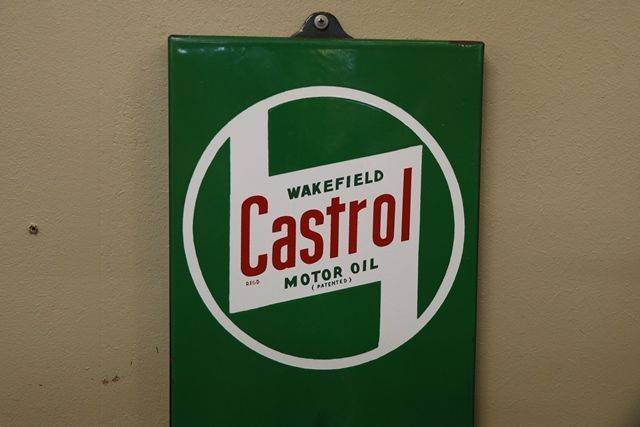 WAKEFIELD
Castrol
REGD.
MOTOR OIL
(PATENTED)